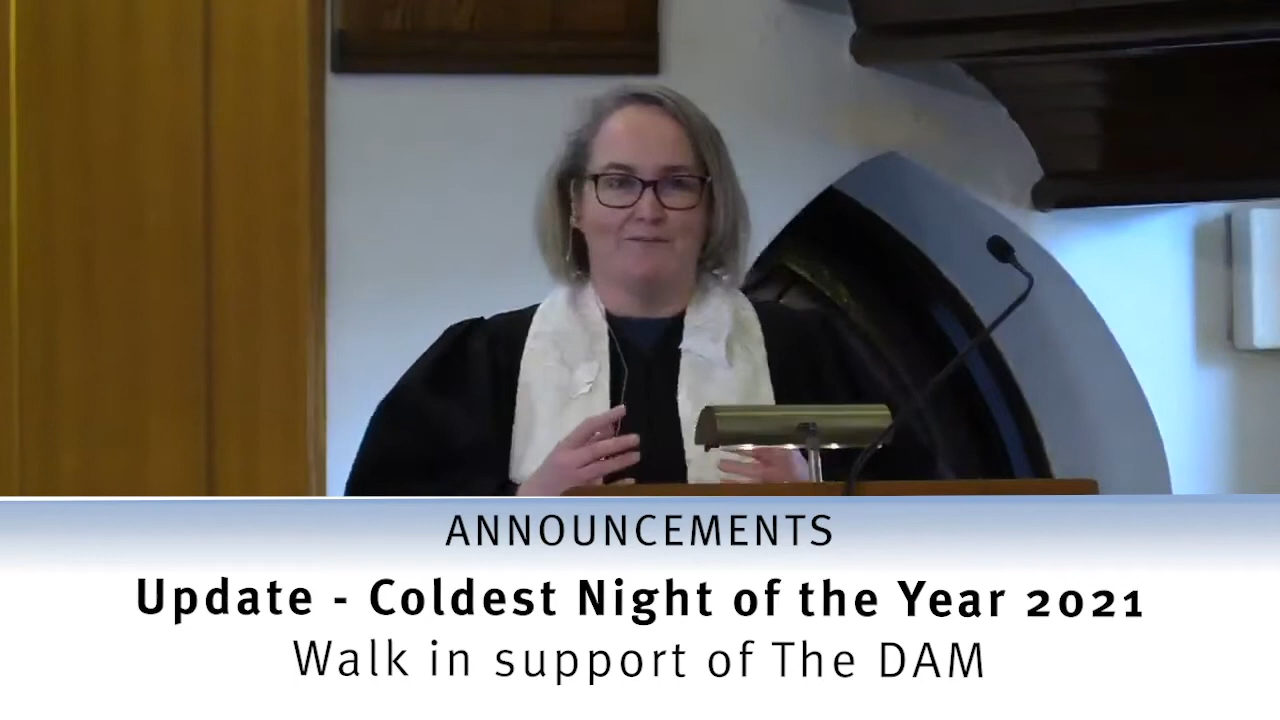 ANNOUNCEMENTS
Update - Coldest Night of the Year 2021
Walk in support of The DAM